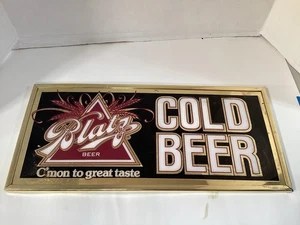 Blatz
BEER
C'mon to great taste
COLD
BEER